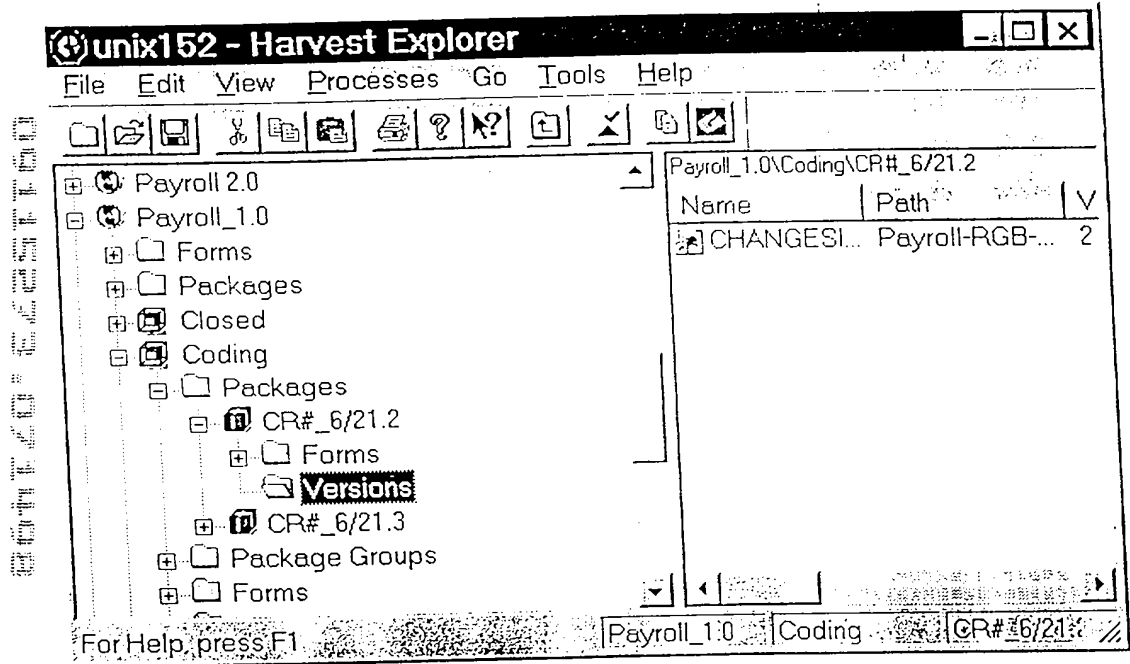 unix152 - Harvest Explorer
File Edit View Processes Go Tools Help
Payroll 2.0
Payroll_1.0
Forms
Packages
Closed
Coding
Packages
CR#_6/21.2
Forms
Versions
CR#_6/21.3
Package Groups
Forms
Payroll_1.0\Coding\CR#_6/21.2
Name Path V
CHANGESI... Payroll-RGB-... 2
For Help, press F1 Payroll_1.0 Coding